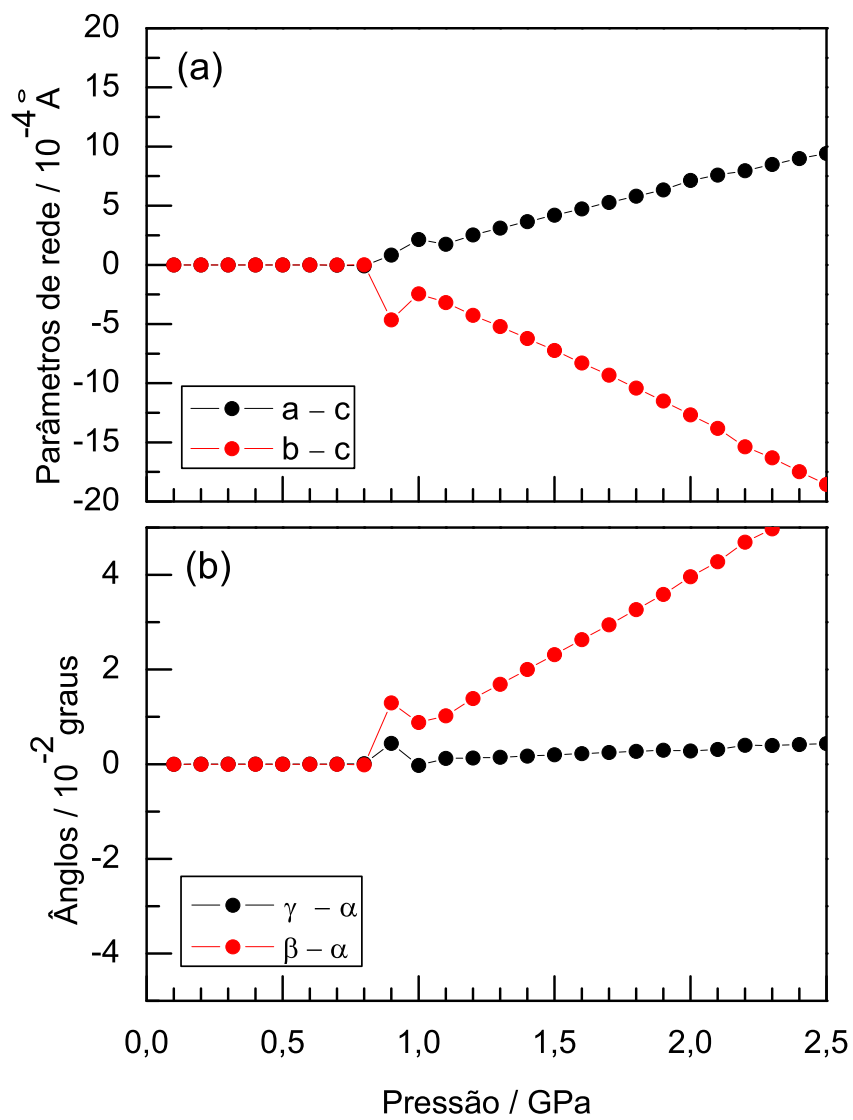 (a)
Parâmetros de rede / 10⁻⁴ Å
20
15
10
5
0
-5
-10
-15
-20
a – c
b – c
(b)
Ânglos / 10⁻² graus
4
2
0
-2
-4
γ – α
β – α
0,0 0,5 1,0 1,5 2,0 2,5
Pressão / GPa